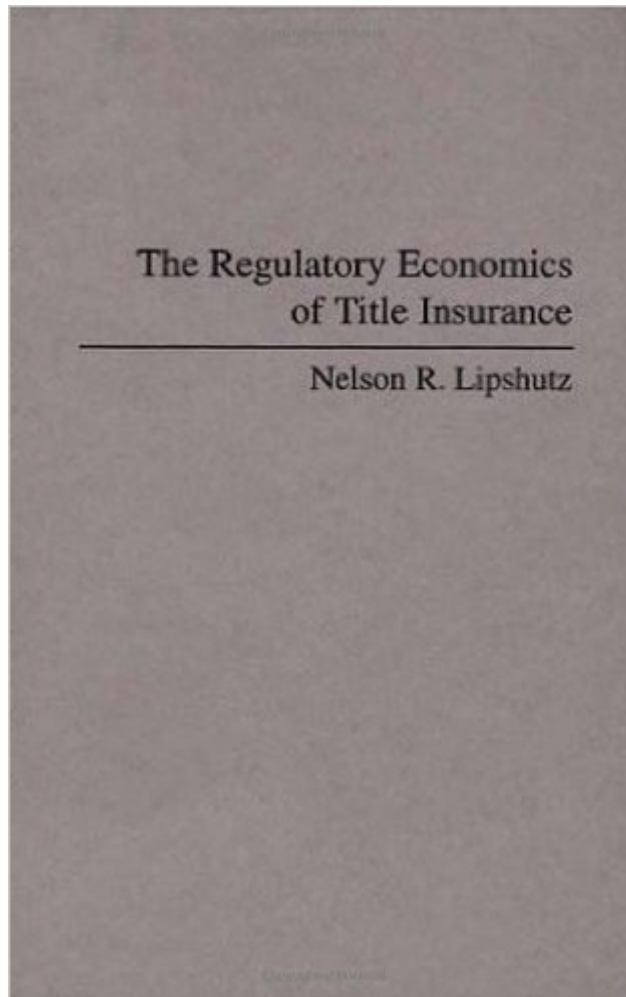 The Regulatory Economics
of Title Insurance
Nelson R. Lipshutz